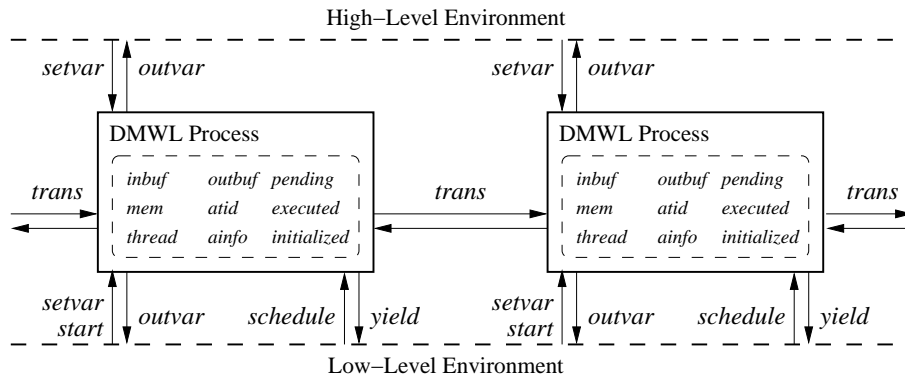 High–Level Environment
setvar outvar setvar outvar
DMWL Process DMWL Process
inbuf outbuf pending inbuf outbuf pending
trans trans trans
mem atid executed mem atid executed
thread ainfo initialized thread ainfo initialized
setvar setvar
start outvar schedule yield start outvar schedule yield
Low–Level Environment